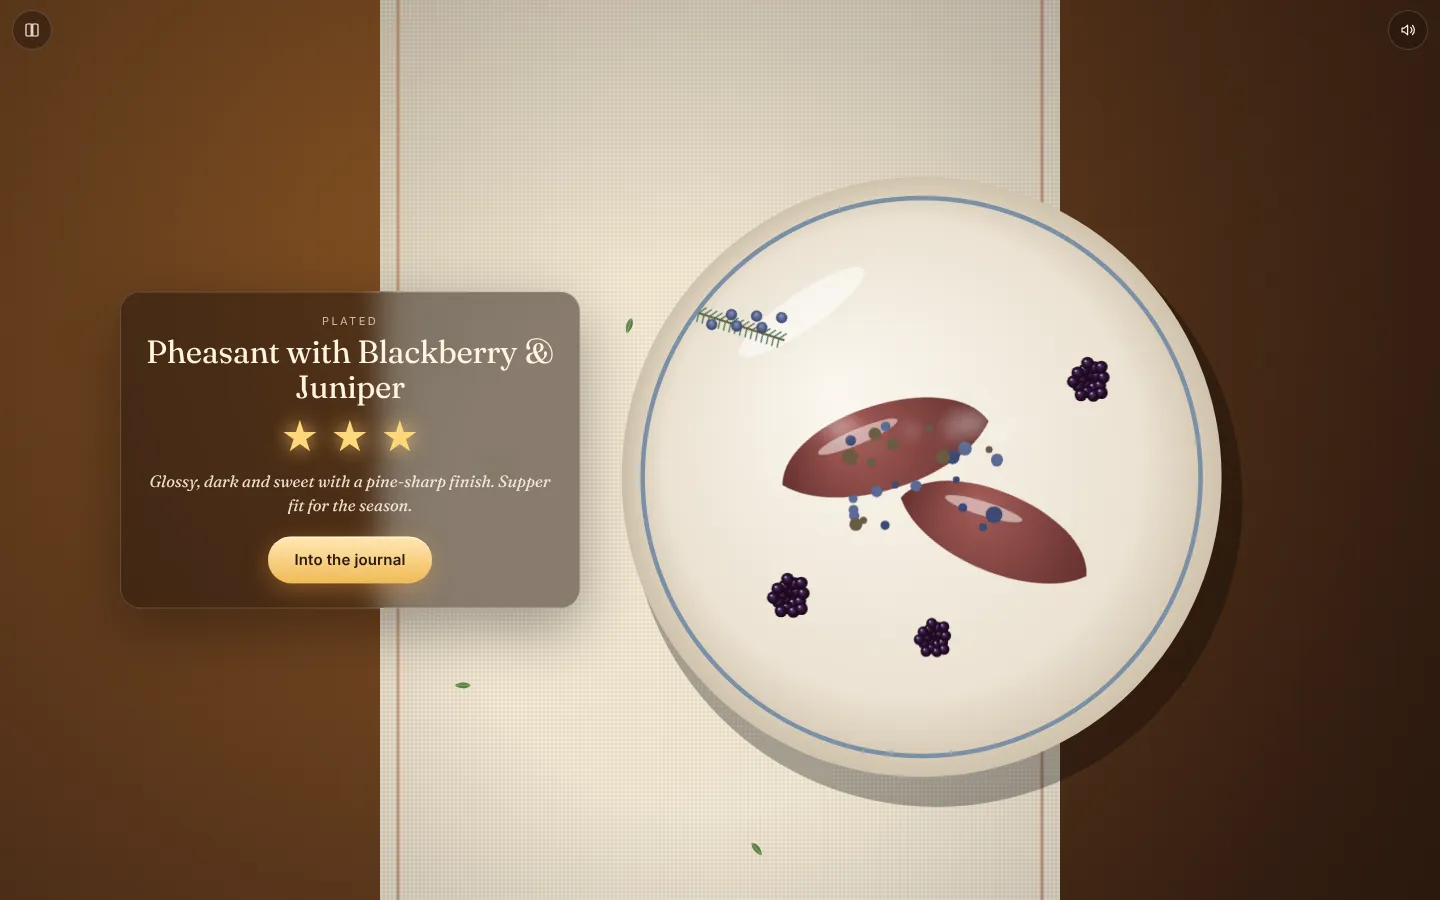 PLATED
Pheasant with Blackberry &
Juniper
Glossy, dark and sweet with a pine-sharp finish. Supper
fit for the season.
Into the journal